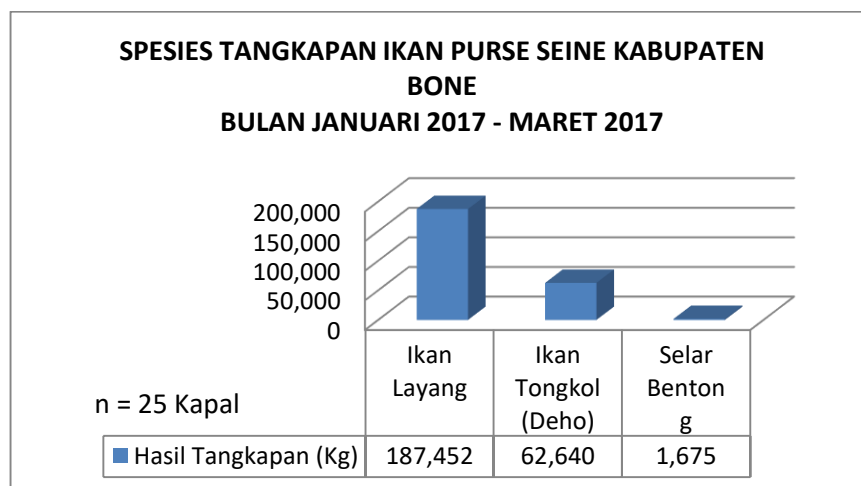 SPESIES TANGKAPAN IKAN PURSE SEINE KABUPATEN
BONE
BULAN JANUARI 2017 - MARET 2017
200,000
150,000
100,000
50,000
0
Ikan
Layang
Ikan
Tongkol
(Deho)
Selar
Benton
g
n = 25 Kapal
Hasil Tangkapan (Kg) 187,452 62,640 1,675